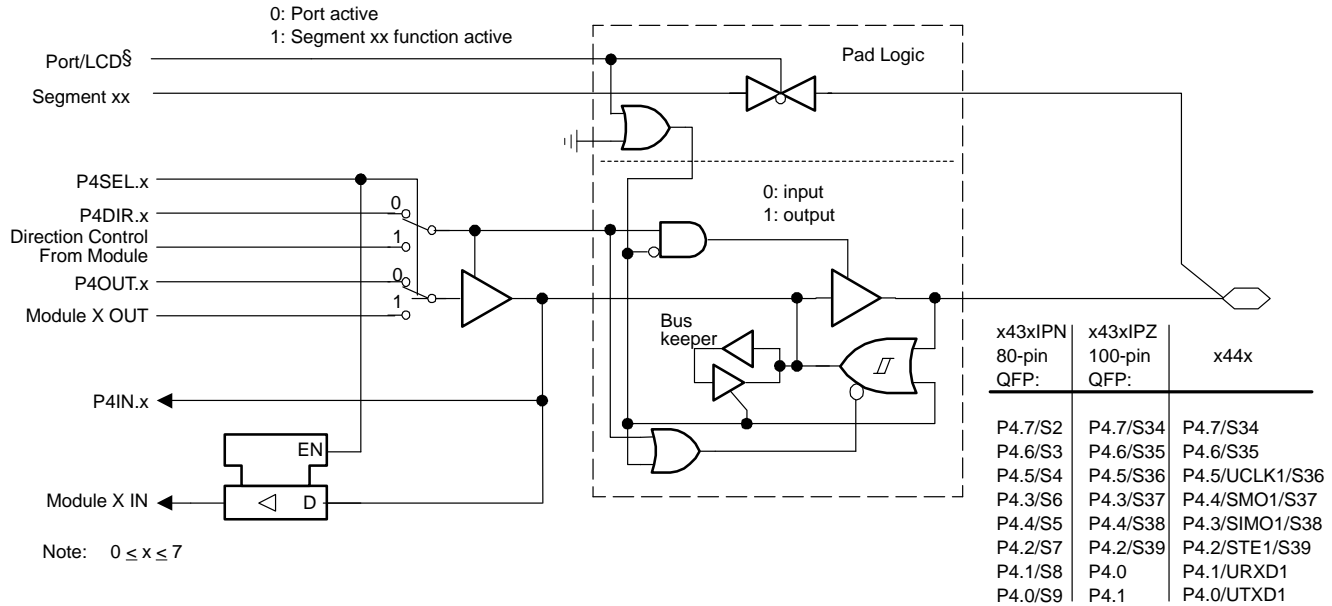 0: Port active
1: Segment xx function active
Port/LCD§
Segment xx
Pad Logic
P4SEL.x
P4DIR.x
Direction Control
From Module
P4OUT.x
Module X OUT
0
1
0
1
0: input
1: output
Bus
keeper
P4IN.x
EN
D
Module X IN
Note: 0 ≤ x ≤ 7
x43xIPN x43xIPZ
80-pin 100-pin x44x
QFP: QFP:
P4.7/S2 P4.7/S34 P4.7/S34
P4.6/S3 P4.6/S35 P4.6/S35
P4.5/S4 P4.5/S36 P4.5/UCLK1/S36
P4.3/S6 P4.3/S37 P4.4/SMO1/S37
P4.4/S5 P4.4/S38 P4.3/SIMO1/S38
P4.2/S7 P4.2/S39 P4.2/STE1/S39
P4.1/S8 P4.0 P4.1/URXD1
P4.0/S9 P4.1 P4.0/UTXD1